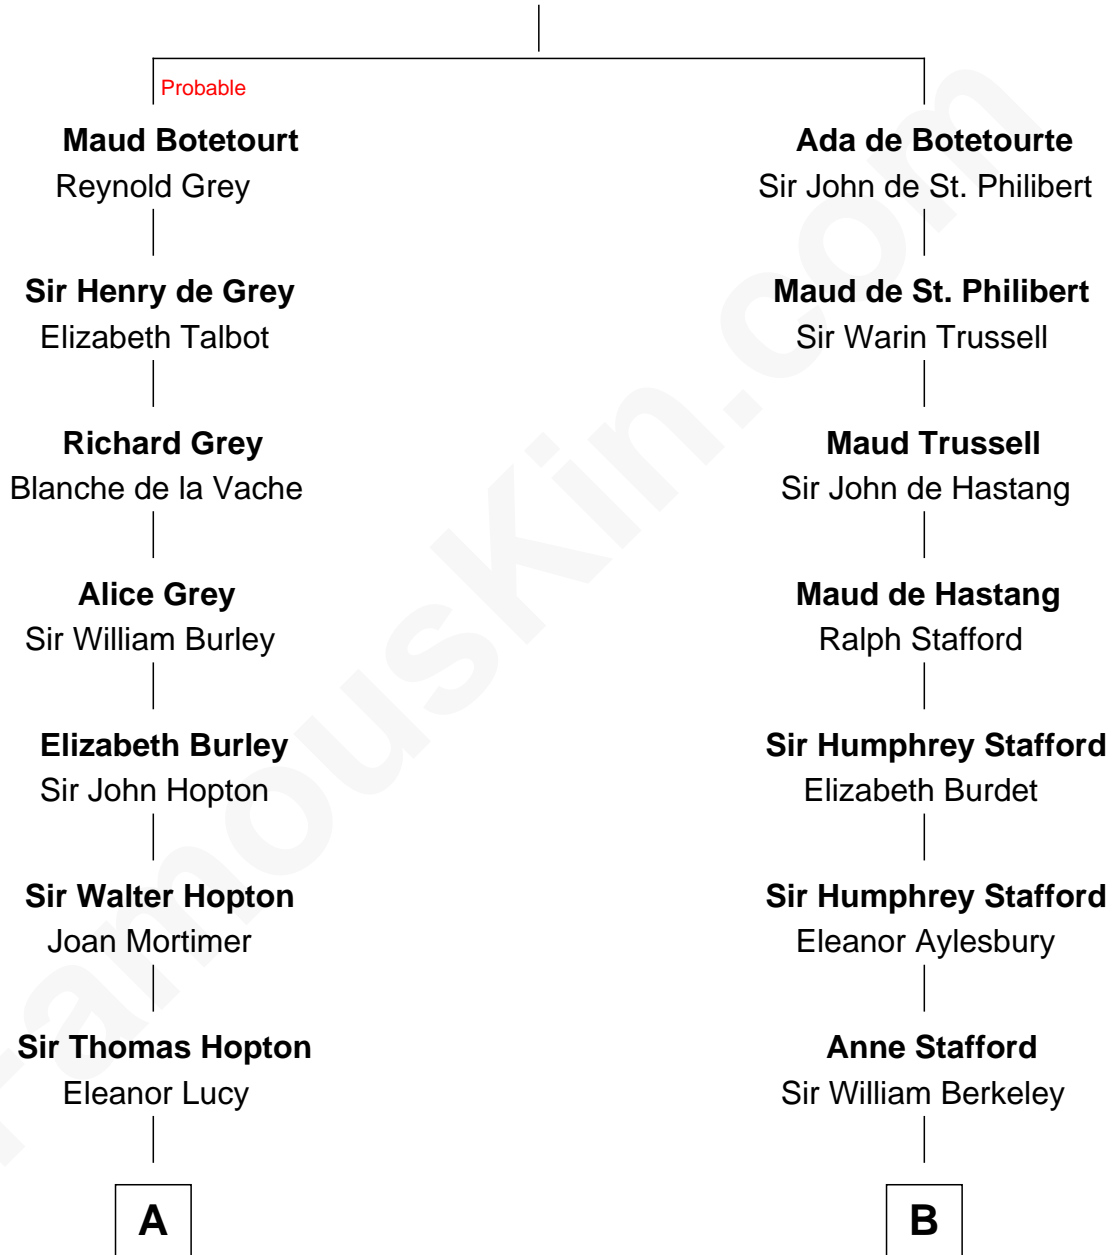 Probable
Maud Botetourt
Reynold Grey
Sir Henry de Grey
Elizabeth Talbot
Richard Grey
Blanche de la Vache
Alice Grey
Sir William Burley
Elizabeth Burley
Sir John Hopton
Sir Walter Hopton
Joan Mortimer
Sir Thomas Hopton
Eleanor Lucy
A
Ada de Botetourte
Sir John de St. Philibert
Maud de St. Philibert
Sir Warin Trussell
Maud Trussell
Sir John de Hastang
Maud de Hastang
Ralph Stafford
Sir Humphrey Stafford
Elizabeth Burdet
Sir Humphrey Stafford
Eleanor Aylesbury
Anne Stafford
Sir William Berkeley
B
FamousKin.com